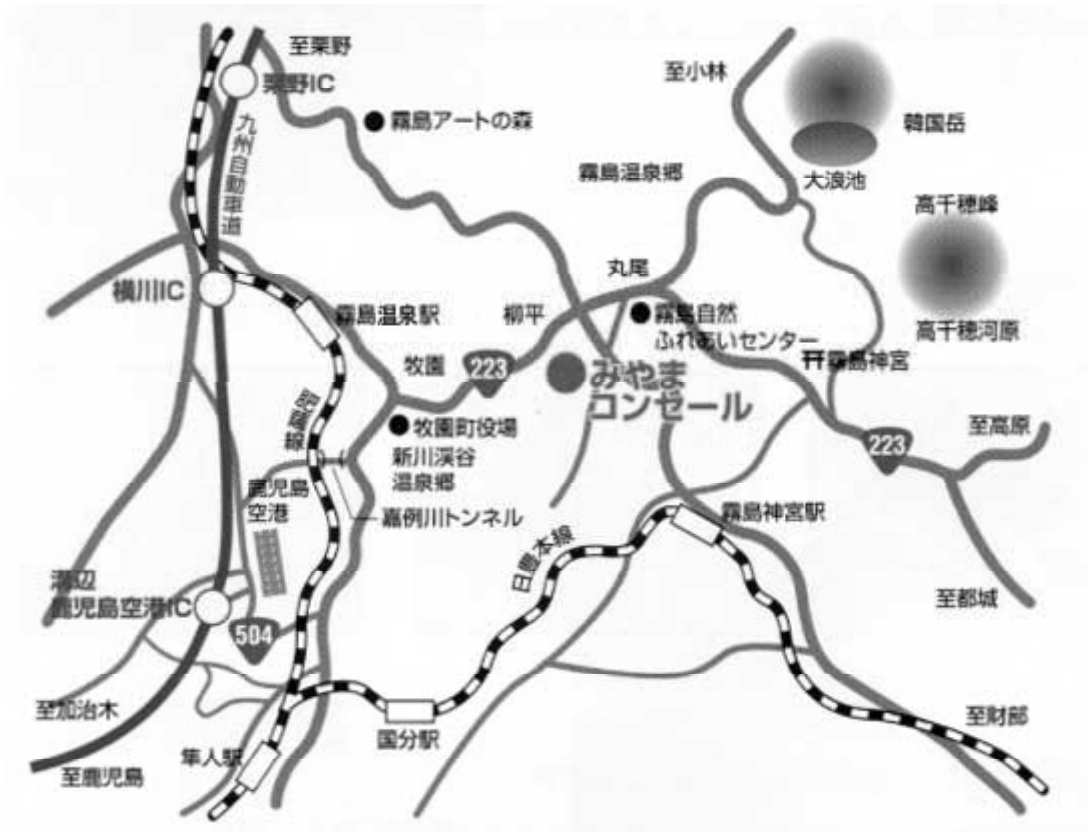 至栗野
栗野IC
九州自動車道
霧島アートの森
至小林
韓国岳
大浪池
霧島温泉郷
高千穂峰
高千穂河原
丸尾
横川IC
霧島温泉駅
柳平
霧島自然
ふれあいセンター
牧園
223
みやま
コンセール
霧島神宮
223
至高原
肥薩線
牧園町役場
新川渓谷
温泉郷
鹿児島
空港
嘉例川トンネル
霧島神宮駅
日豊本線
溝辺
鹿児島空港IC
504
至都城
至加治木
国分駅
至財部
隼人駅
至鹿児島